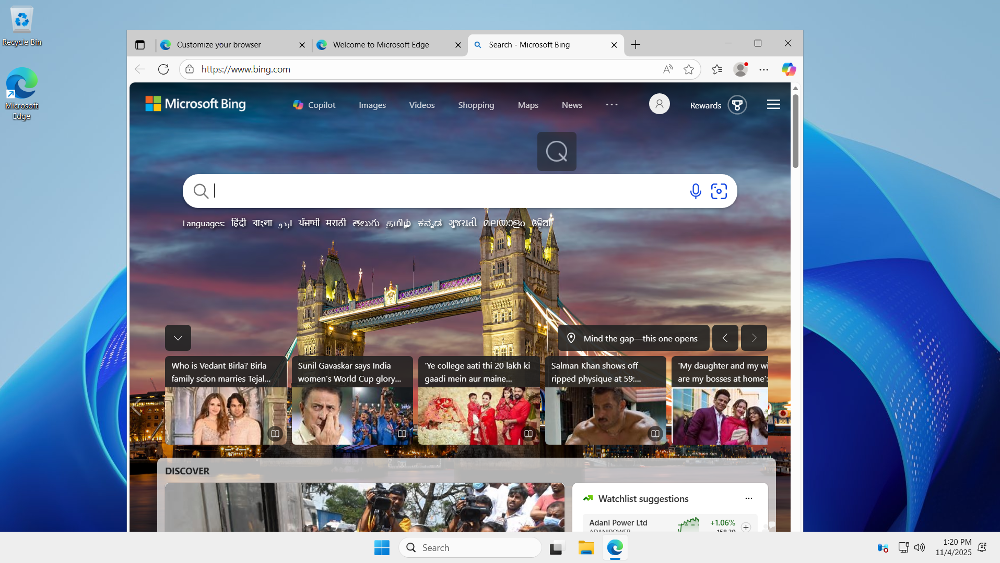 Recycle Bin
Microsoft
Edge
Customize your browser
Welcome to Microsoft Edge
Search - Microsoft Bing
https://www.bing.com
Microsoft Bing
Copilot
Images
Videos
Shopping
Maps
News
Rewards
Languages: हिंदी বাংলা اردو ਪੰਜਾਬੀ मराठी తెలుగు தமிழ் ಕನ್ನಡ ગુજરાતી മലയാളം ଓଡ଼ିଆ
Mind the gap—this one opens
Who is Vedant Birla? Birla
family scion marries Tejal...
Sunil Gavaskar says India
women's World Cup glory...
'Ye college aati thi 20 lakh ki
gaadi mein aur maine...
Salman Khan shows off
ripped physique at 59:...
'My daughter and my wi
are my bosses at home':
DISCOVER
Watchlist suggestions
Adani Power Ltd
+1.06%
ADANIPOWER
Search
1:20 PM
11/4/2025